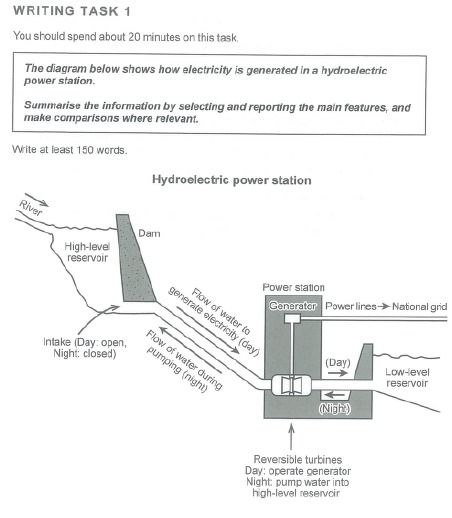 WRITING TASK 1
You should spend about 20 minutes on this task.
The diagram below shows how electricity is generated in a hydroelectric
power station.
Summarise the information by selecting and reporting the main features, and
make comparisons where relevant.
Write at least 150 words.
Hydroelectric power station
River
High-level
reservoir
Dam
Intake (Day: open,
Night: closed)
Flow of water to
generate electricity (day)
Flow of water during
pumping (night)
Power station
Generator
Power lines → National grid
(Day)
(Night)
Low-level
reservoir
Reversible turbines
Day: operate generator
Night: pump water into
high-level reservoir